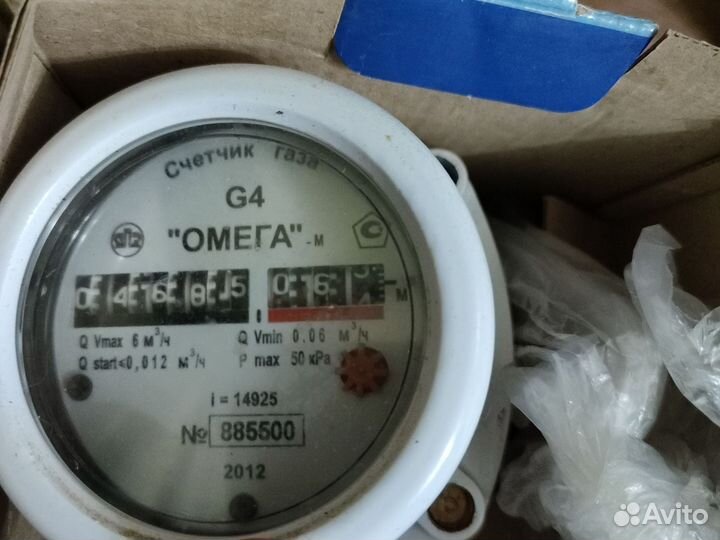 Счетчик газа
G4
"ОМЕГА" - М
Q Vmax 6 м³/ч Q Vmin 0.06 м³/ч
Q start≤0,012 м³/ч P max 50 кРа
i = 14925
№ 885500
2012
Avito